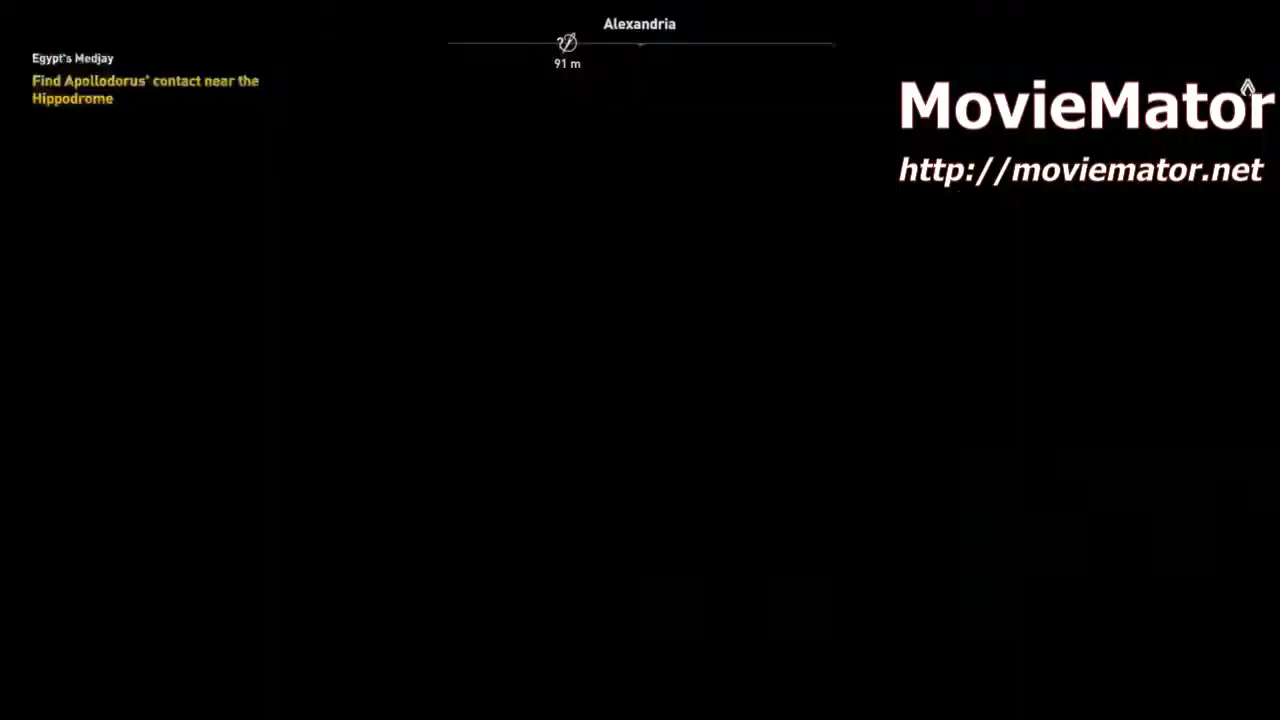 Alexandria
91 m
Egypt's Medjay
Find Apollodorus' contact near the
Hippodrome
MovieMator
http://moviemator.net